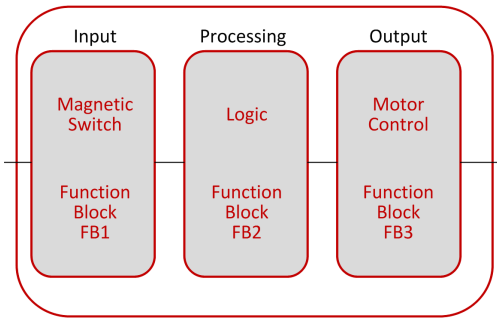 Input
Processing
Output
Magnetic
Switch
Logic
Motor
Control
Function
Block
FB1
Function
Block
FB2
Function
Block
FB3